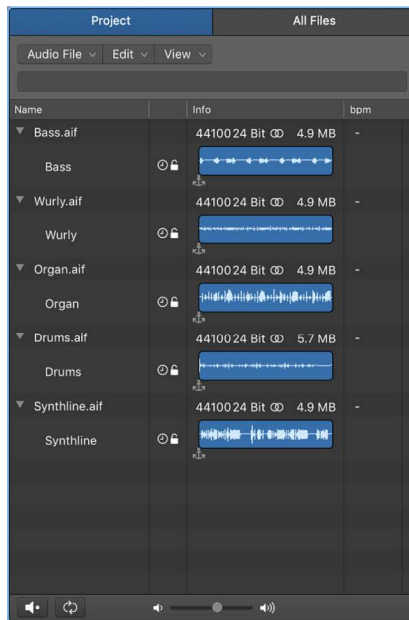 Project All Files
Audio File Edit View
Name Info bpm
Bass.aif 44100 24 Bit 4.9 MB -
Bass
Wurly.aif 44100 24 Bit 4.9 MB -
Wurly
Organ.aif 44100 24 Bit 4.9 MB -
Organ
Drums.aif 44100 24 Bit 5.7 MB -
Drums
Synthline.aif 44100 24 Bit 4.9 MB -
Synthline